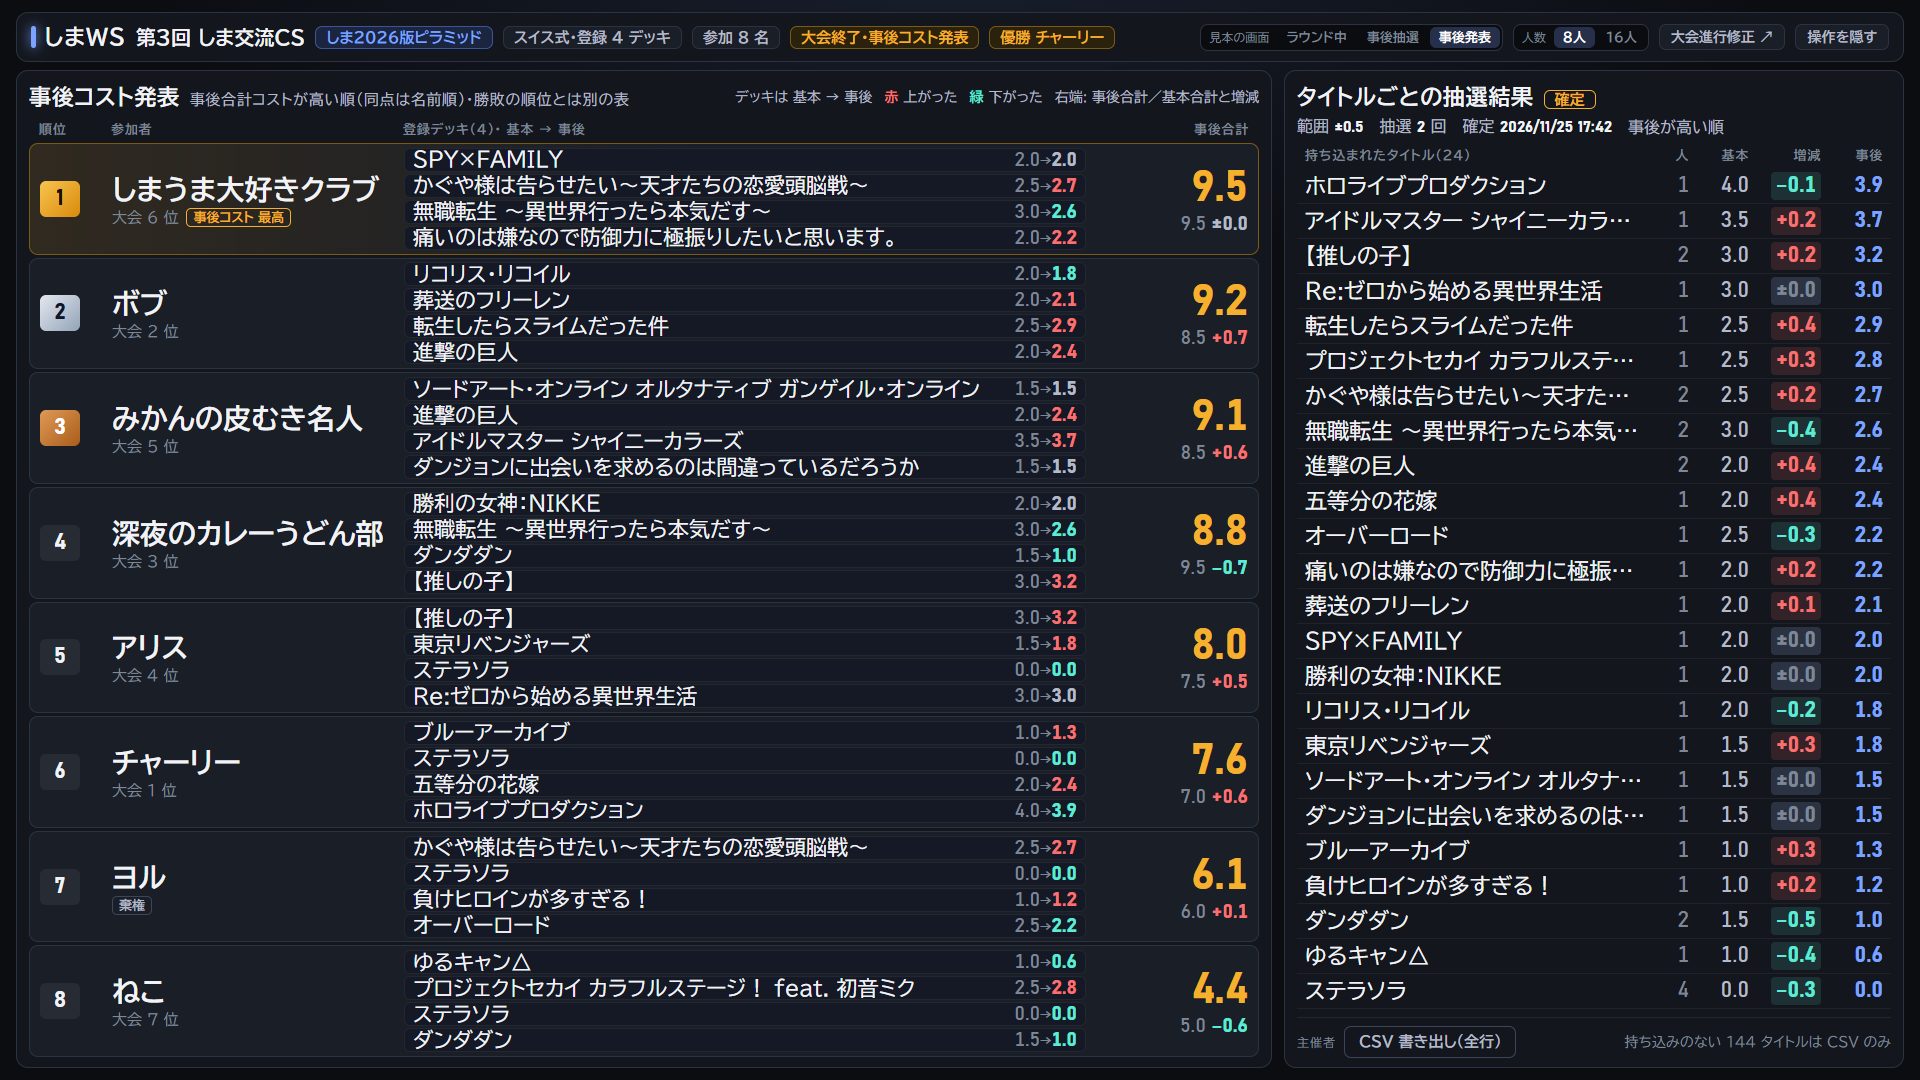 しまWS 第3回 しま交流CS しま2026版ピラミッド スイス式・登録 4 デッキ 参加 8 名 大会終了・事後コスト発表 優勝 チャーリー 見本の画面 ラウンド中 事後抽選 事後発表 人数 8人 16人 大会進行修正 ↗ 操作を隠す
事後コスト発表 事後合計コストが高い順(同点は名前順)・勝敗の順位とは別の表 デッキは 基本 → 事後 赤 上がった 緑 下がった 右端: 事後合計／基本合計と増減
順位 参加者 登録デッキ(4)・ 基本 → 事後 事後合計
1 しまうま大好きクラブ
大会 6 位 事後コスト 最高
SPY×FAMILY 2.0→2.0
かぐや様は告らせたい～天才たちの恋愛頭脳戦～ 2.5→2.7
無職転生 ～異世界行ったら本気だす～ 3.0→2.6
痛いのは嫌なので防御力に極振りしたいと思います。 2.0→2.2
9.5
9.5 ±0.0
2 ボブ
大会 2 位
リコリス・リコイル 2.0→1.8
葬送のフリーレン 2.0→2.1
転生したらスライムだった件 2.5→2.9
進撃の巨人 2.0→2.4
9.2
8.5 +0.7
3 みかんの皮むき名人
大会 5 位
ソードアート・オンライン オルタナティブ ガンゲイル・オンライン 1.5→1.5
進撃の巨人 2.0→2.4
アイドルマスター シャイニーカラーズ 3.5→3.7
ダンジョンに出会いを求めるのは間違っているだろうか 1.5→1.5
9.1
8.5 +0.6
4 深夜のカレーうどん部
大会 3 位
勝利の女神：NIKKE 2.0→2.0
無職転生 ～異世界行ったら本気だす～ 3.0→2.6
ダンダダン 1.5→1.0
【推しの子】 3.0→3.2
8.8
9.5 −0.7
5 アリス
大会 4 位
【推しの子】 3.0→3.2
東京リベンジャーズ 1.5→1.8
ステラソラ 0.0→0.0
Re:ゼロから始める異世界生活 3.0→3.0
8.0
7.5 +0.5
6 チャーリー
大会 1 位
ブルーアーカイブ 1.0→1.3
ステラソラ 0.0→0.0
五等分の花嫁 2.0→2.4
ホロライブプロダクション 4.0→3.9
7.6
7.0 +0.6
7 ヨル
棄権
かぐや様は告らせたい～天才たちの恋愛頭脳戦～ 2.5→2.7
ステラソラ 0.0→0.0
負けヒロインが多すぎる！ 1.0→1.2
オーバーロード 2.5→2.2
6.1
6.0 +0.1
8 ねこ
大会 7 位
ゆるキャン△ 1.0→0.6
プロジェクトセカイ カラフルステージ！ feat. 初音ミク 2.5→2.8
ステラソラ 0.0→0.0
ダンダダン 1.5→1.0
4.4
5.0 −0.6
タイトルごとの抽選結果 確定
範囲 ±0.5 抽選 2 回 確定 2026/11/25 17:42 事後が高い順
持ち込まれたタイトル(24) 人 基本 増減 事後
ホロライブプロダクション 1 4.0 −0.1 3.9
アイドルマスター シャイニーカラ… 1 3.5 +0.2 3.7
【推しの子】 2 3.0 +0.2 3.2
Re:ゼロから始める異世界生活 1 3.0 ±0.0 3.0
転生したらスライムだった件 1 2.5 +0.4 2.9
プロジェクトセカイ カラフルステ… 1 2.5 +0.3 2.8
かぐや様は告らせたい～天才た… 2 2.5 +0.2 2.7
無職転生 ～異世界行ったら本気… 2 3.0 −0.4 2.6
進撃の巨人 2 2.0 +0.4 2.4
五等分の花嫁 1 2.0 +0.4 2.4
オーバーロード 1 2.5 −0.3 2.2
痛いのは嫌なので防御力に極振… 1 2.0 +0.2 2.2
葬送のフリーレン 1 2.0 +0.1 2.1
SPY×FAMILY 1 2.0 ±0.0 2.0
勝利の女神：NIKKE 1 2.0 ±0.0 2.0
リコリス・リコイル 1 2.0 −0.2 1.8
東京リベンジャーズ 1 1.5 +0.3 1.8
ソードアート・オンライン オルタナ… 1 1.5 ±0.0 1.5
ダンジョンに出会いを求めるのは… 1 1.5 ±0.0 1.5
ブルーアーカイブ 1 1.0 +0.3 1.3
負けヒロインが多すぎる！ 1 1.0 +0.2 1.2
ダンダダン 2 1.5 −0.5 1.0
ゆるキャン△ 1 1.0 −0.4 0.6
ステラソラ 4 0.0 −0.3 0.0
主催者 CSV 書き出し(全行) 持ち込みのない 144 タイトルは CSV のみ